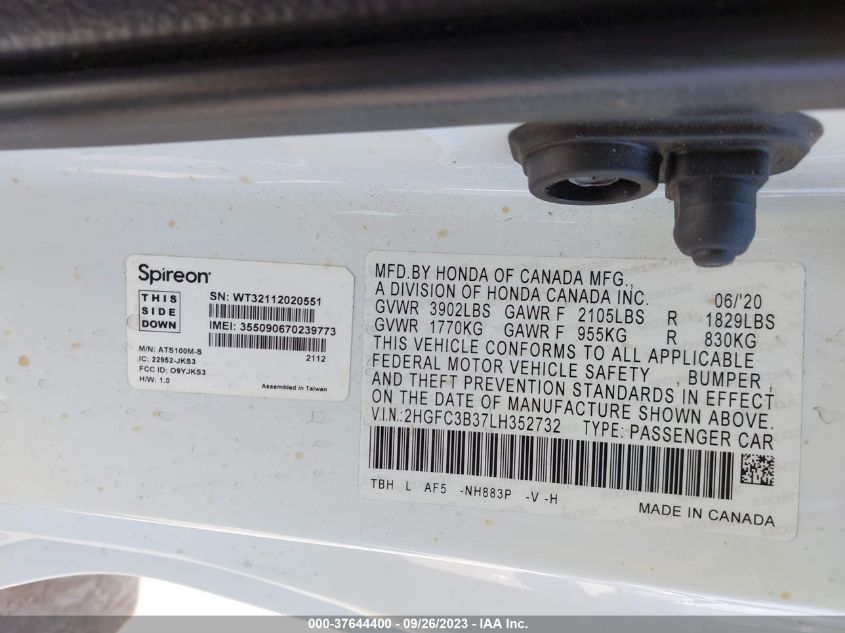 Spireon
THIS
SIDE
DOWN
SN: WT32112020551
IMEI: 355090670239773
2112
M/N: ATS100M-S
IC: 22952-JKS3
FCC ID: O9YJKS3
H/W: 1.0
Assembled in Taiwan
MFD.BY HONDA OF CANADA MFG.,
A DIVISION OF HONDA CANADA INC. 06/'20
GVWR 3902LBS GAWR F 2105LBS R 1829LBS
GVWR 1770KG GAWR F 955KG R 830KG
THIS VEHICLE CONFORMS TO ALL APPLICABLE
FEDERAL MOTOR VEHICLE SAFETY , BUMPER ,
AND THEFT PREVENTION STANDARDS IN EFFECT
ON THE DATE OF MANUFACTURE SHOWN ABOVE.
V.I.N.:2HGFC3B37LH352732 TYPE: PASSENGER CAR
TBH L AF5 -NH883P -V -H
MADE IN CANADA
000-37644400 - 09/26/2023 - IAA Inc.